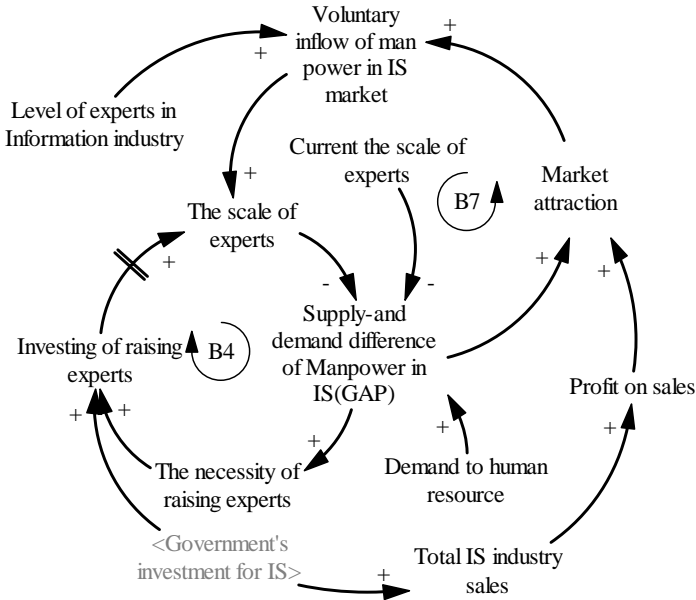 Voluntary
inflow of man
power in IS
market
+
+
Level of experts in
Information industry
+
Current the scale of
experts
B7
Market
attraction
The scale of
experts
+
+
+
-
-
Supply-and
demand difference
of Manpower in
IS(GAP)
Investing of raising
experts
B4
Profit on sales
+
+
+
+
+
The necessity of
raising experts
Demand to human
resource
<Government's
investment for IS>
+
Total IS industry
sales